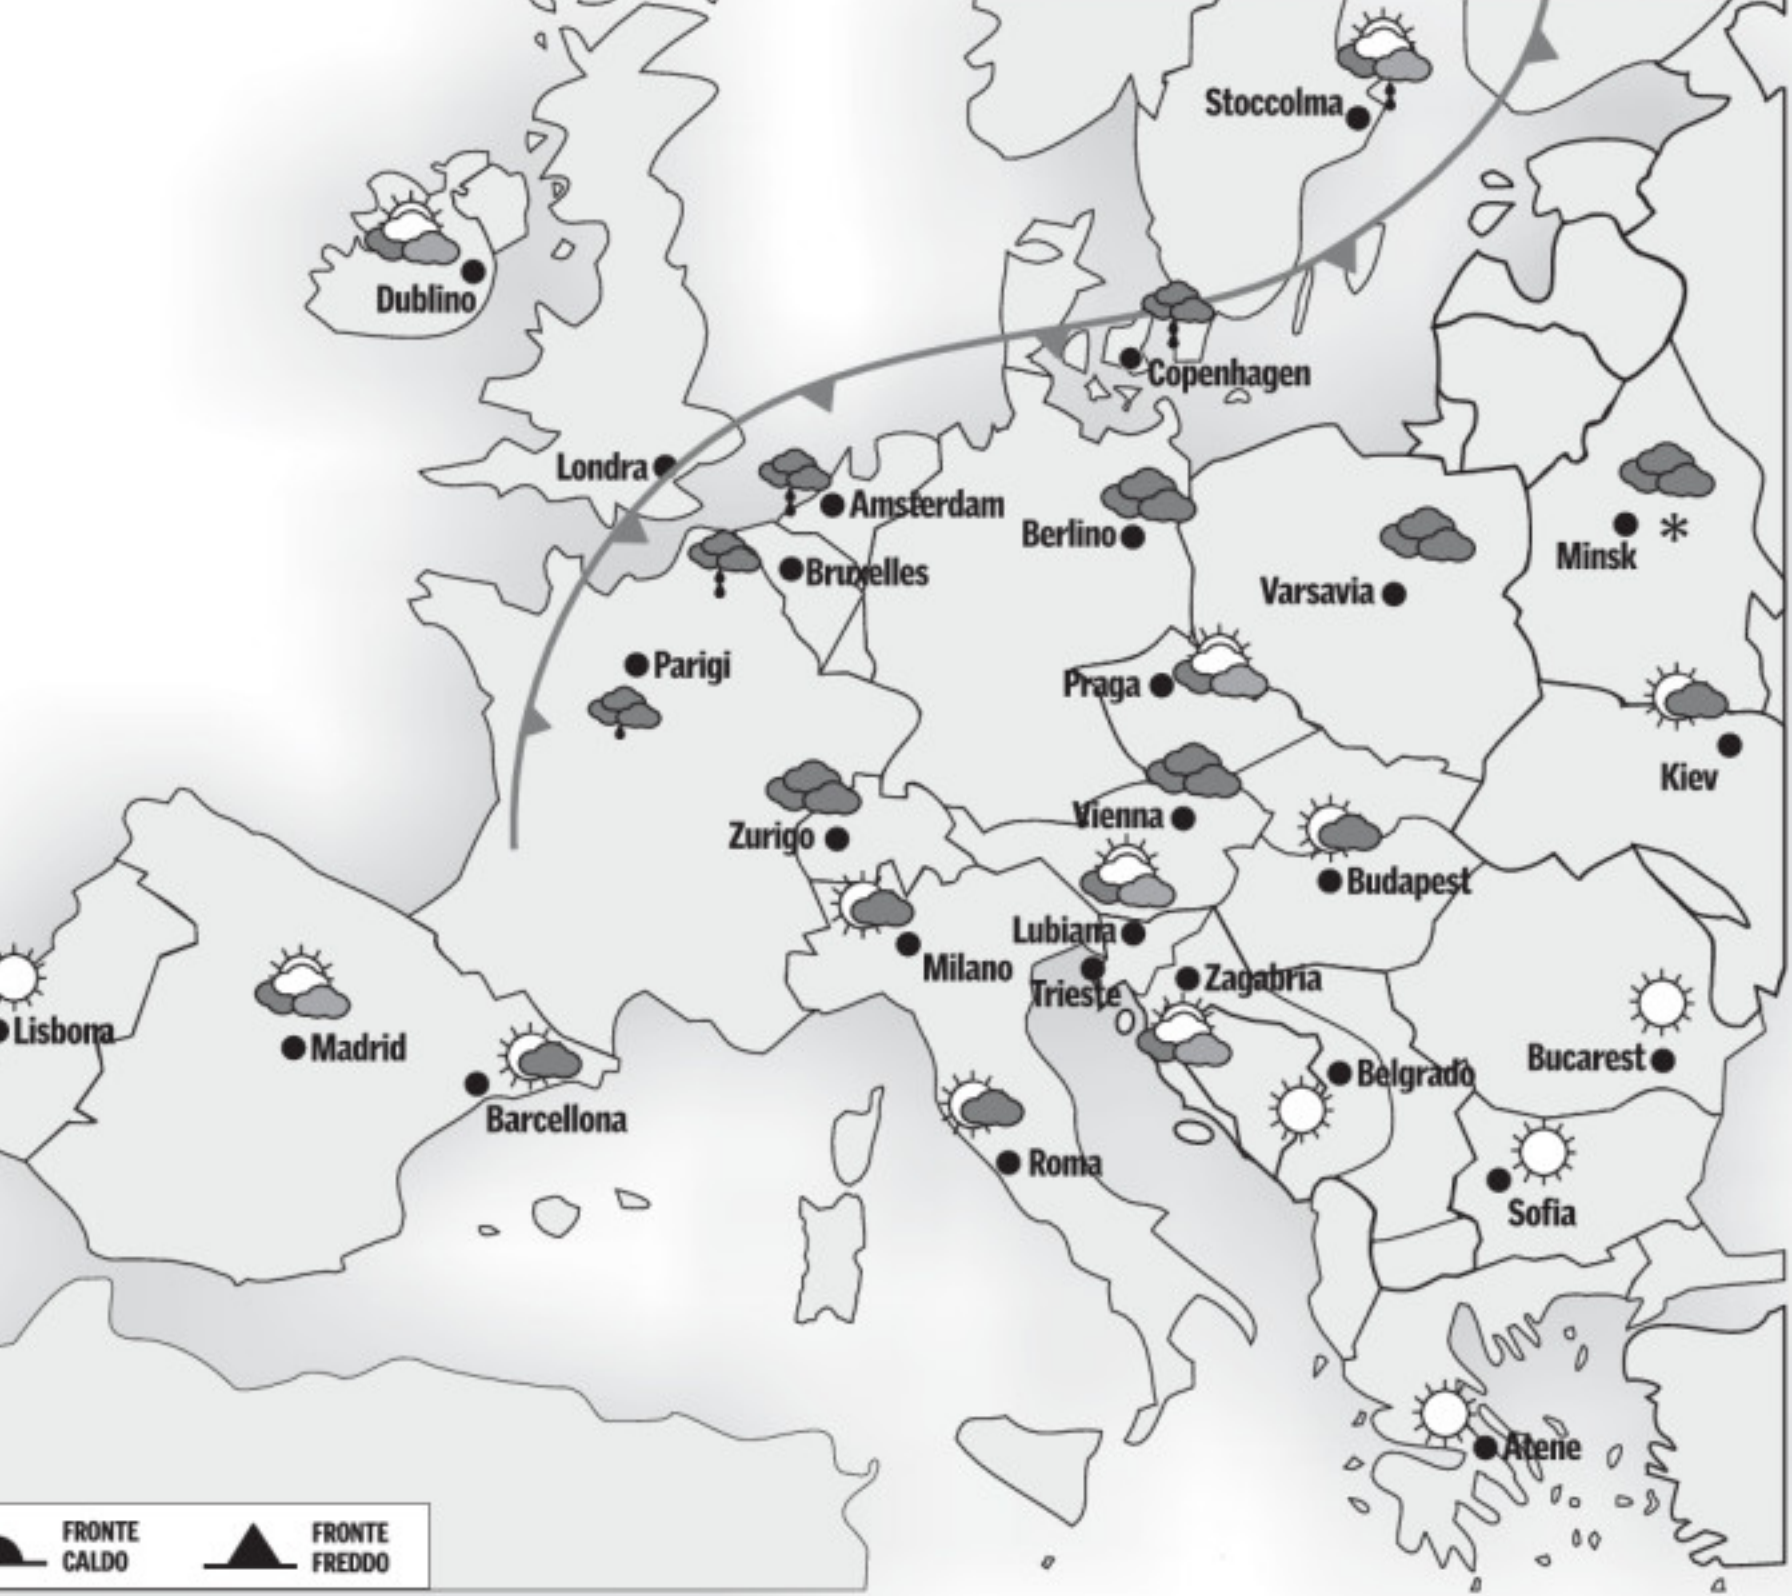 Stoccolma
Dublino
Copenhagen
Londra
Amsterdam
Berlino
Minsk
Bruxelles
Varsavia
Parigi
Praga
Kiev
Vienna
Zurigo
Budapest
Lubiana
Milano
Trieste
Zagabria
Lisbona
Madrid
Bucarest
Belgrado
Barcellona
Roma
Sofia
Atene
FRONTE
CALDO
FRONTE
FREDDO